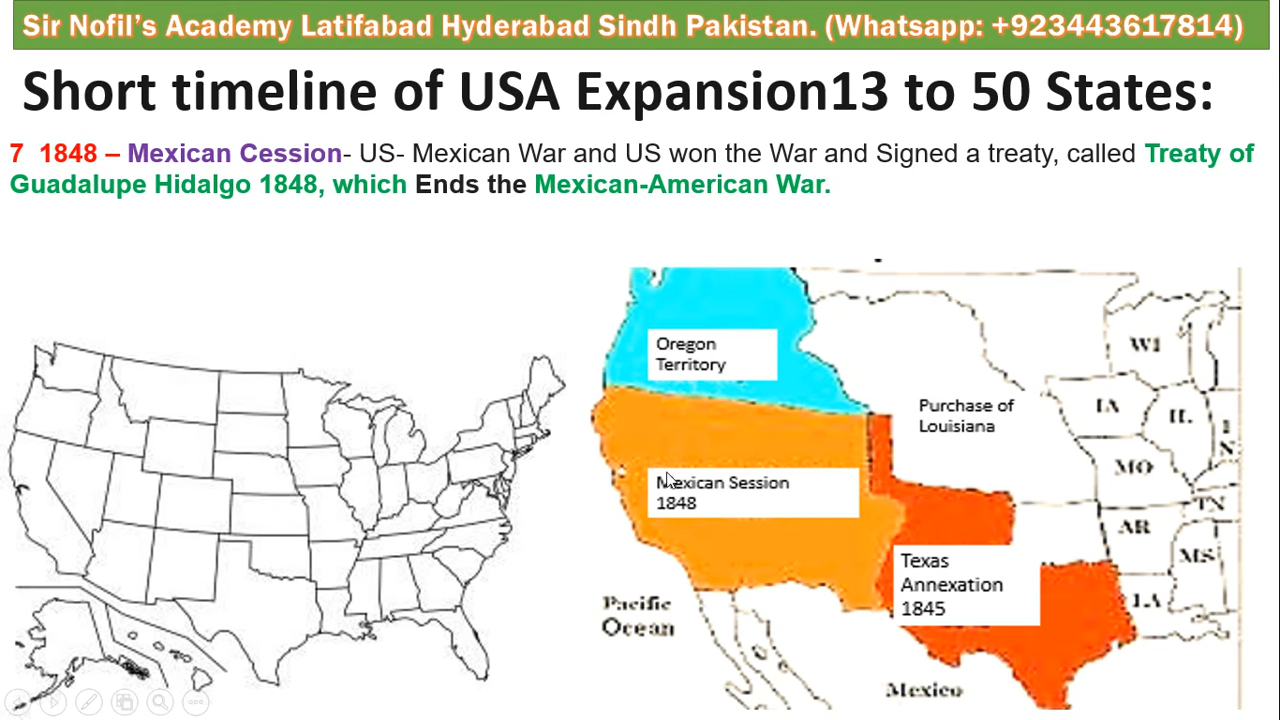 Sir Nofil's Academy Latifabad Hyderabad Sindh Pakistan. (Whatsapp: +923443617814)
Short timeline of USA Expansion13 to 50 States:
7 1848 – Mexican Cession- US- Mexican War and US won the War and Signed a treaty, called Treaty of
Guadalupe Hidalgo 1848, which Ends the Mexican-American War.
Oregon
Territory
Purchase of
Louisiana
Mexican Session
1848
Texas
Annexation
1845
WI
IA
IL
I
N
MO
TN
AR
MS
LA
Pacific
Ocean
Mexico